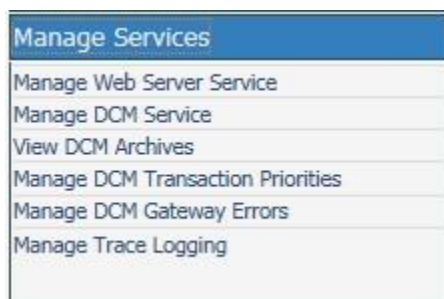 Manage Services
Manage Web Server Service
Manage DCM Service
View DCM Archives
Manage DCM Transaction Priorities
Manage DCM Gateway Errors
Manage Trace Logging